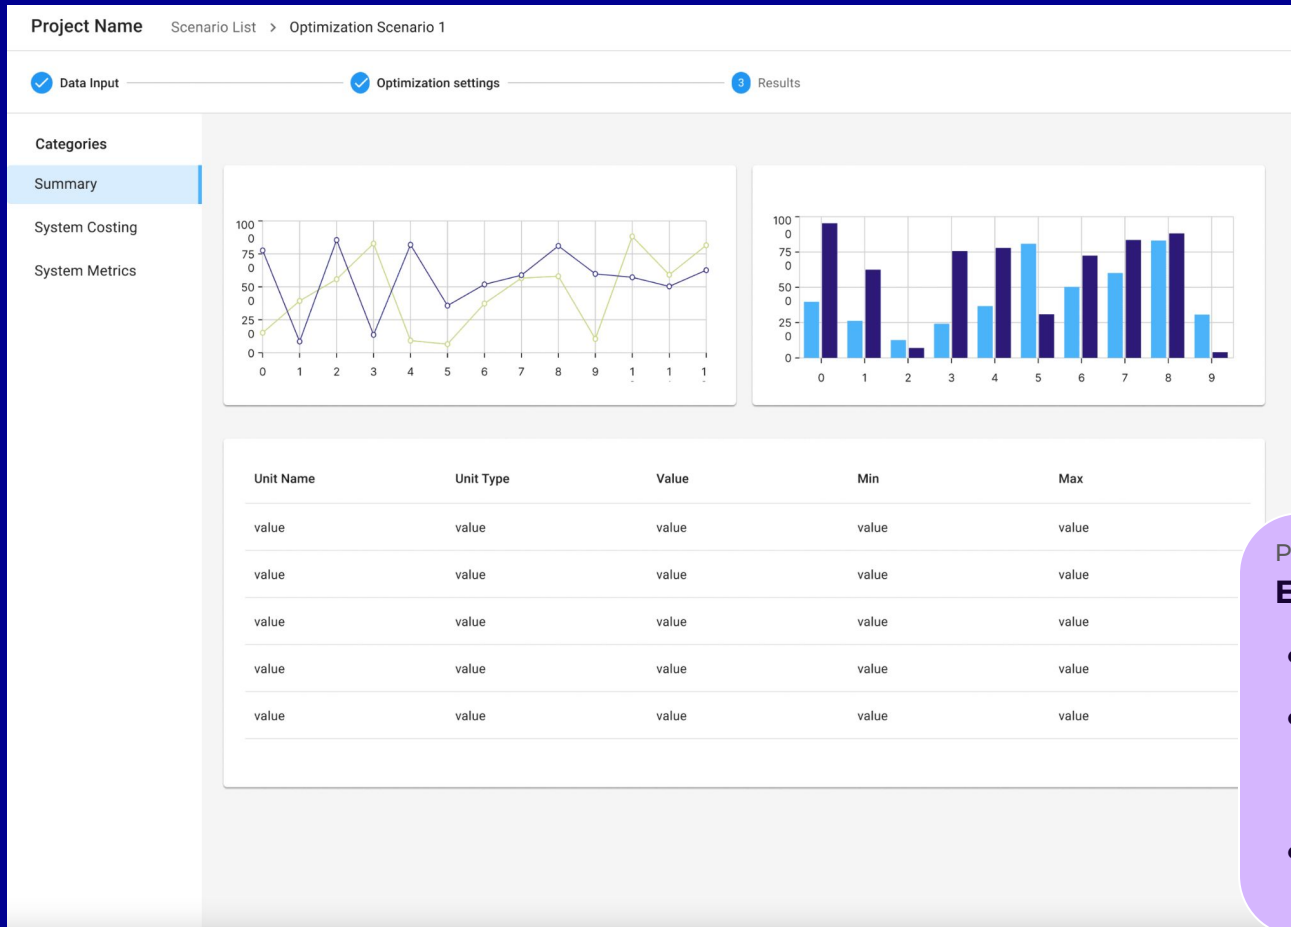 Project Name Scenario List > Optimization Scenario 1
Data Input Optimization settings 3 Results
Categories
Summary
System Costing
System Metrics
100
0
75
0
50
0
25
0
0
0 1 2 3 4 5 6 7 8 9 1 1 1
100
0
75
0
50
0
25
0
0
0 1 2 3 4 5 6 7 8 9
Unit Name Unit Type Value Min Max
value value value value value
value value value value value
value value value value value
value value value value value
value value value value value
P